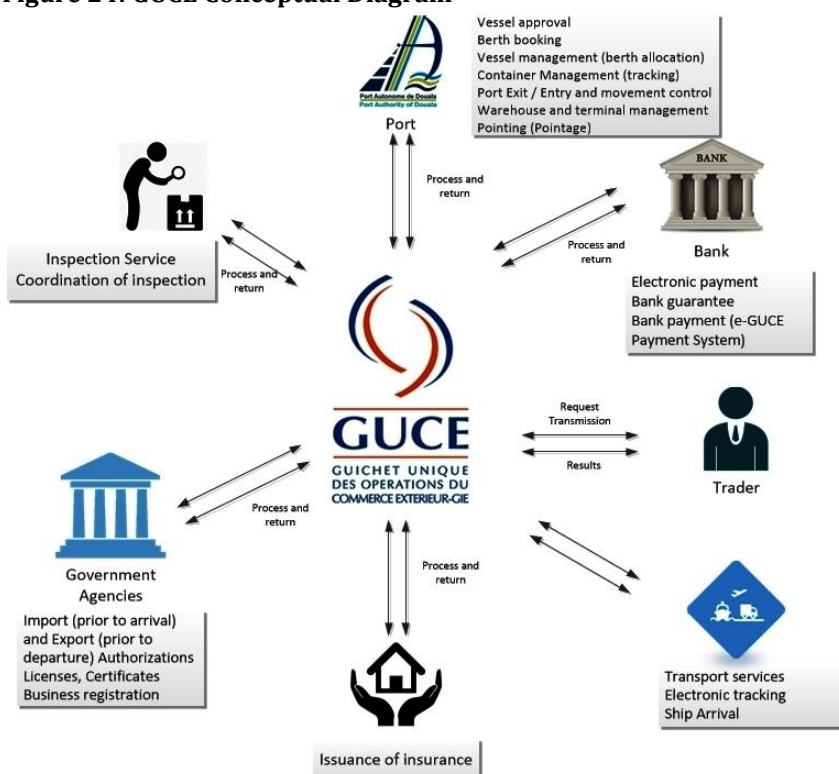 Figure 24: GUCE Conceptual Diagram
Port Autonome de Douala
Port Authority of Douala
Port
Vessel approval
Berth booking
Vessel management (berth allocation)
Container Management (tracking)
Port Exit / Entry and movement control
Warehouse and terminal management
Pointing (Pointage)
Process and
return
BANK
Bank
Process and
return
Electronic payment
Bank guarantee
Bank payment (e-GUCE
Payment System)
Inspection Service
Coordination of inspection
Process and
return
GUCE
GUICHET UNIQUE
DES OPERATIONS DU
COMMERCE EXTERIEUR-GIE
Request
Transmission
Results
Trader
Government
Agencies
Process and
return
Import (prior to arrival)
and Export (prior to
departure) Authorizations
Licenses, Certificates
Business registration
Process and
return
Transport services
Electronic tracking
Ship Arrival
Issuance of insurance